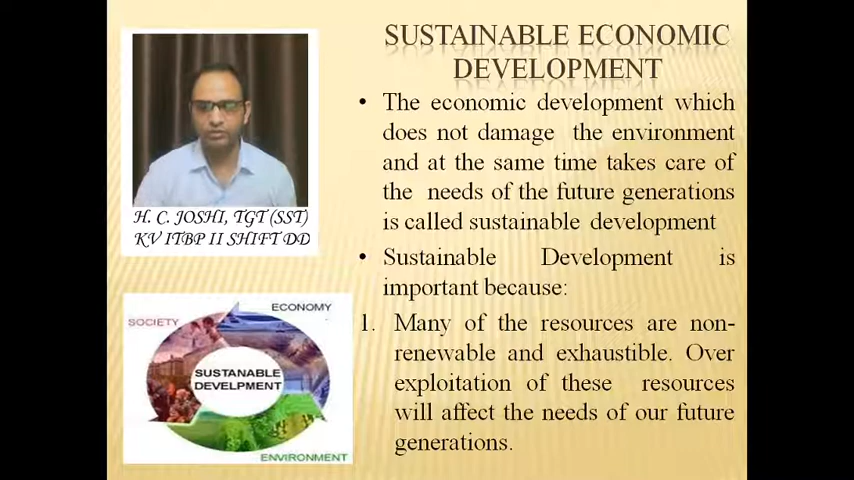 SUSTAINABLE ECONOMIC
DEVELOPMENT
• The economic development which
does not damage the environment
and at the same time takes care of
the needs of the future generations
is called sustainable development
• Sustainable Development is
important because:
1. Many of the resources are non-
renewable and exhaustible. Over
exploitation of these resources
will affect the needs of our future
generations.
H. C. JOSHI, TGT (SST)
KV ITBP II SHIFT DD
ECONOMY
SOCIETY
SUSTANABLE
DEVELPMENT
ENVIRONMENT